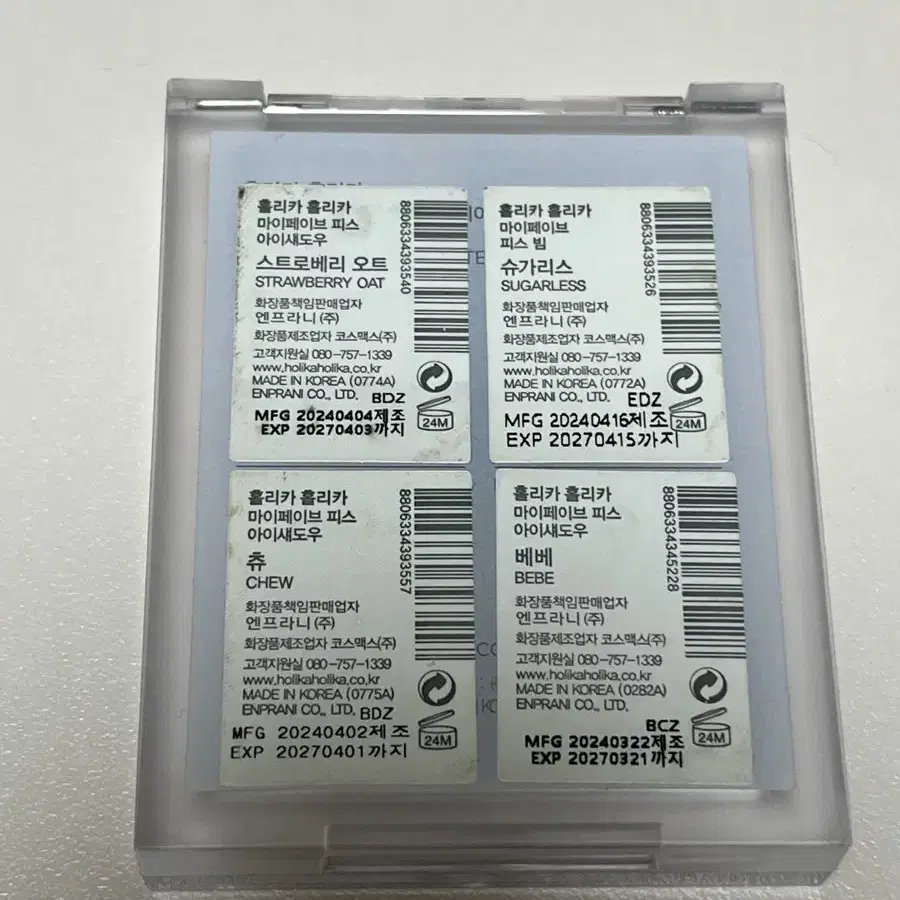 홀리카 홀리카
마이페이브 피스
아이섀도우
스트로베리 오트
STRAWBERRY OAT
화장품책임판매업자
엔프라니 (주)
화장품제조업자 코스맥스(주)
고객지원실 080-757-1339
www.holikaholika.co.kr
MADE IN KOREA (0774A)
ENPRANI CO., LTD. BDZ
MFG 20240404제조
EXP 20270403까지
24M
8806334393540
홀리카 홀리카
마이페이브
피스 빔
슈가리스
SUGARLESS
화장품책임판매업자
엔프라니 (주)
화장품제조업자 코스맥스(주)
고객지원실 080-757-1339
www.holikaholika.co.kr
MADE IN KOREA (0772A)
ENPRANI CO., LTD. EDZ
MFG 20240416제조
EXP 20270415까지
24M
8806334393526
홀리카 홀리카
마이페이브 피스
아이섀도우
츄
CHEW
화장품책임판매업자
엔프라니 (주)
화장품제조업자 코스맥스(주)
고객지원실 080-757-1339
www.holikaholika.co.kr
MADE IN KOREA (0775A)
ENPRANI CO., LTD. BDZ
MFG 20240402제조
EXP 20270401까지
24M
8806334393557
홀리카 홀리카
마이페이브 피스
아이섀도우
베베
BEBE
화장품책임판매업자
엔프라니 (주)
화장품제조업자 코스맥스(주)
고객지원실 080-757-1339
www.holikaholika.co.kr
MADE IN KOREA (0282A)
ENPRANI CO., LTD.
BCZ
MFG 20240322제조
EXP 20270321까지
24M
8806334345228